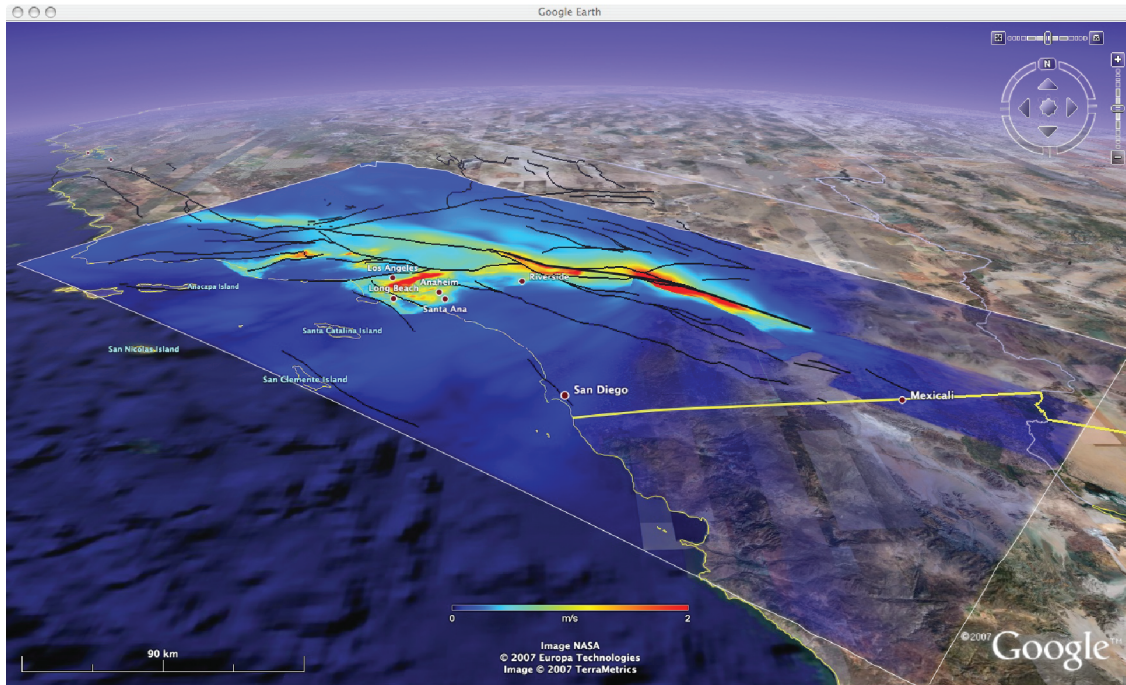 Google Earth
N
Los Angeles
Riverside
Anaheim
Long Beach
Anacapa Island
Santa Ana
Santa Catalina Island
San Nicolas Island
San Clemente Island
San Diego
Mexicali
0 m/s 2
90 km
Image NASA
© 2007 Europa Technologies
Image © 2007 TerraMetrics
©2007 Google™